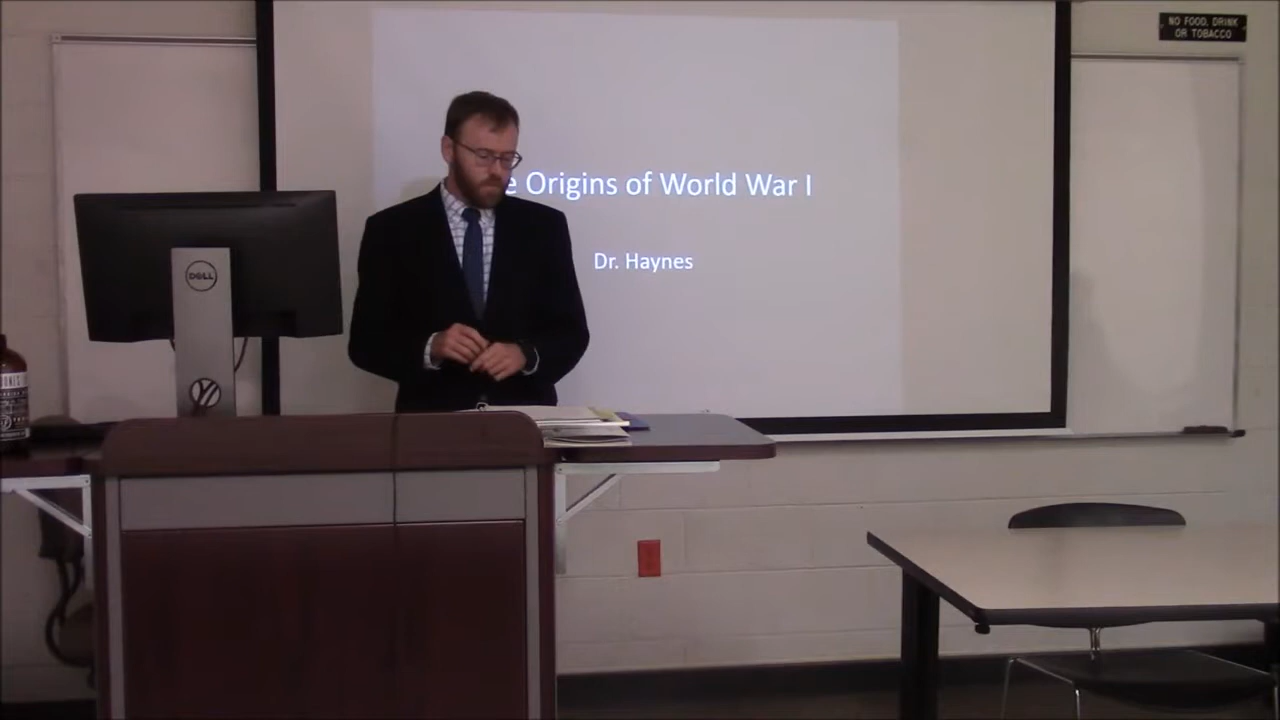 NO FOOD, DRINK
OR TOBACCO
e Origins of World War I
Dr. Haynes
DELL